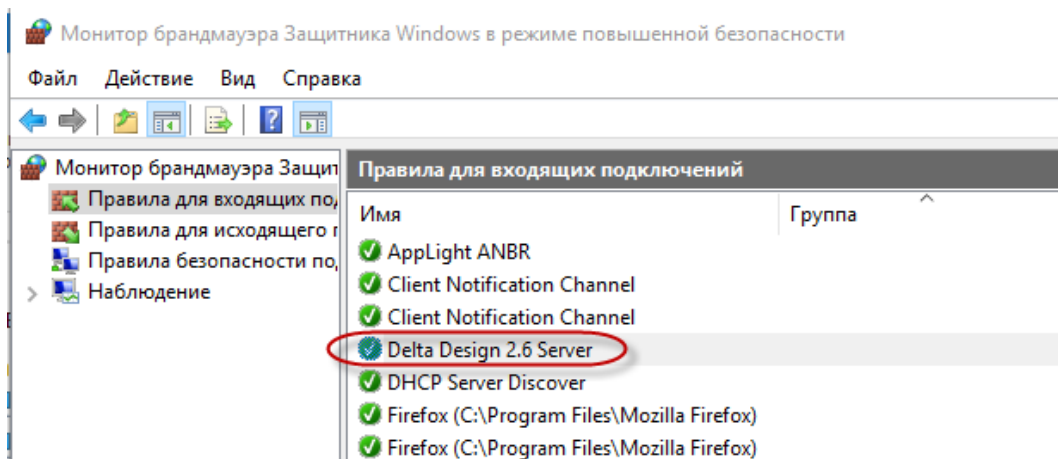 Монитор брандмауэра Защитника Windows в режиме повышенной безопасности
Файл Действие Вид Справка
Монитор брандмауэра Защит
Правила для входящих под
Правила для исходящего п
Правила безопасности по
Наблюдение
Правила для входящих подключений
Имя Группа
AppLight ANBR
Client Notification Channel
Client Notification Channel
Delta Design 2.6 Server
DHCP Server Discover
Firefox (C:\Program Files\Mozilla Firefox)
Firefox (C:\Program Files\Mozilla Firefox)